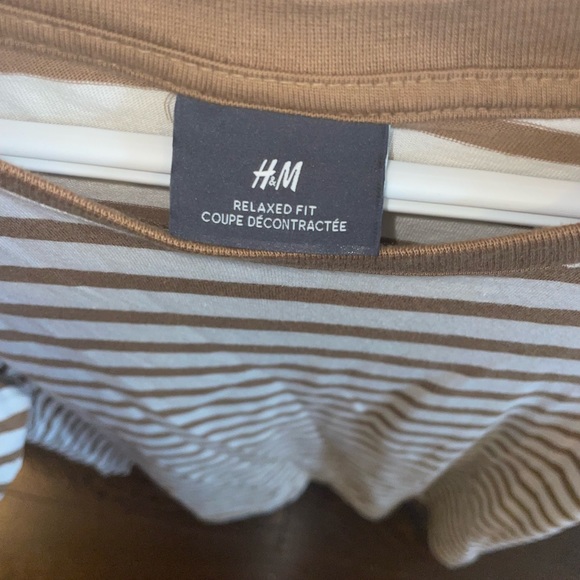 H&M
RELAXED FIT
COUPE DÉCONTRACTÉE